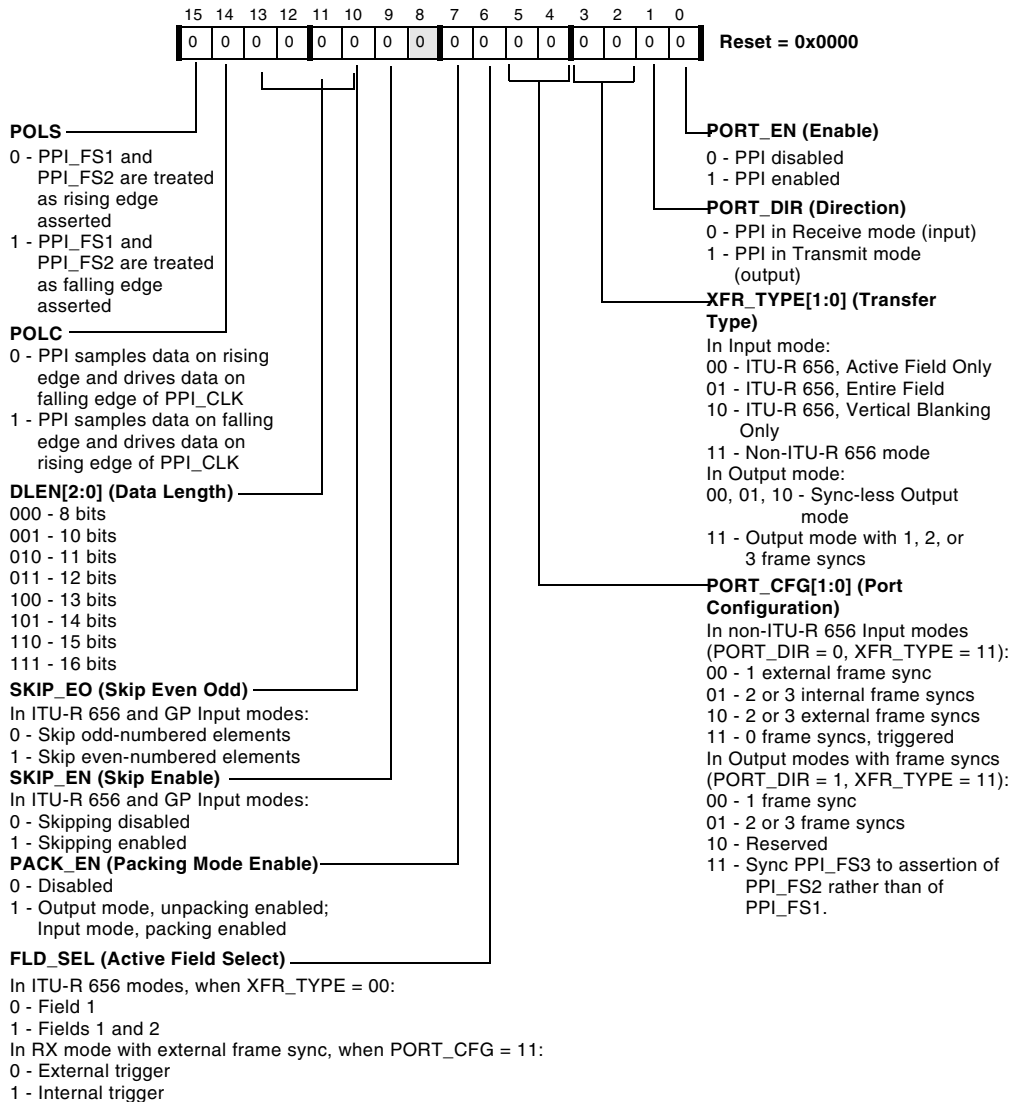 15 14 13 12 11 10 9 8 7 6 5 4 3 2 1 0
0 0 0 0 0 0 0 0 0 0 0 0 0 0 0 0 Reset = 0x0000
POLS
0 - PPI_FS1 and
PPI_FS2 are treated
as rising edge
asserted
1 - PPI_FS1 and
PPI_FS2 are treated
as falling edge
asserted
POLC
0 - PPI samples data on rising
edge and drives data on
falling edge of PPI_CLK
1 - PPI samples data on falling
edge and drives data on
rising edge of PPI_CLK
DLEN[2:0] (Data Length)
000 - 8 bits
001 - 10 bits
010 - 11 bits
011 - 12 bits
100 - 13 bits
101 - 14 bits
110 - 15 bits
111 - 16 bits
SKIP_EO (Skip Even Odd)
In ITU-R 656 and GP Input modes:
0 - Skip odd-numbered elements
1 - Skip even-numbered elements
SKIP_EN (Skip Enable)
In ITU-R 656 and GP Input modes:
0 - Skipping disabled
1 - Skipping enabled
PACK_EN (Packing Mode Enable)
0 - Disabled
1 - Output mode, unpacking enabled;
Input mode, packing enabled
FLD_SEL (Active Field Select)
In ITU-R 656 modes, when XFR_TYPE = 00:
0 - Field 1
1 - Fields 1 and 2
In RX mode with external frame sync, when PORT_CFG = 11:
0 - External trigger
1 - Internal trigger
PORT_EN (Enable)
0 - PPI disabled
1 - PPI enabled
PORT_DIR (Direction)
0 - PPI in Receive mode (input)
1 - PPI in Transmit mode
(output)
XFR_TYPE[1:0] (Transfer
Type)
In Input mode:
00 - ITU-R 656, Active Field Only
01 - ITU-R 656, Entire Field
10 - ITU-R 656, Vertical Blanking
Only
11 - Non-ITU-R 656 mode
In Output mode:
00, 01, 10 - Sync-less Output
mode
11 - Output mode with 1, 2, or
3 frame syncs
PORT_CFG[1:0] (Port
Configuration)
In non-ITU-R 656 Input modes
(PORT_DIR = 0, XFR_TYPE = 11):
00 - 1 external frame sync
01 - 2 or 3 internal frame syncs
10 - 2 or 3 external frame syncs
11 - 0 frame syncs, triggered
In Output modes with frame syncs
(PORT_DIR = 1, XFR_TYPE = 11):
00 - 1 frame sync
01 - 2 or 3 frame syncs
10 - Reserved
11 - Sync PPI_FS3 to assertion of
PPI_FS2 rather than of
PPI_FS1.